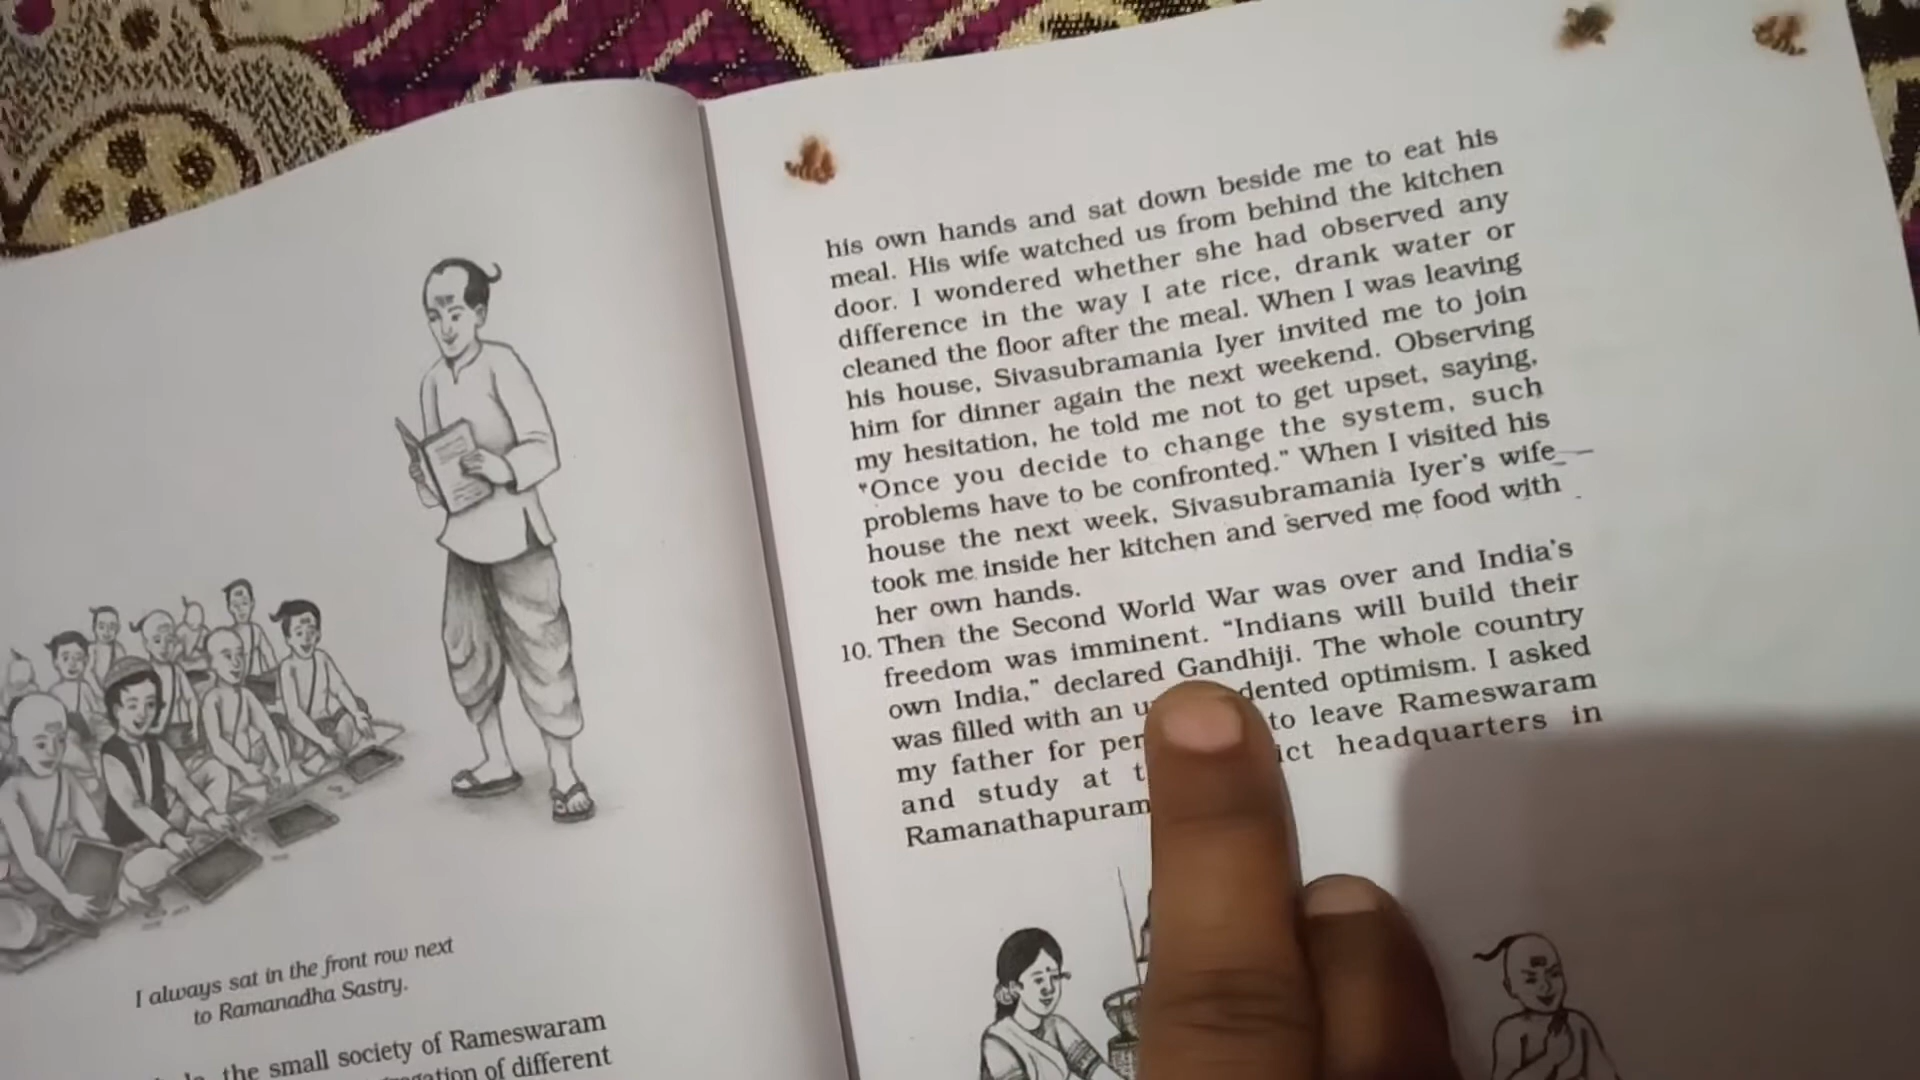 I always sat in the front row next
to Ramanadha Sastry.
the small society of Rameswaram
of different
his own hands and sat down beside me to eat his
meal. His wife watched us from behind the kitchen
door. I wondered whether she had observed any
difference in the way I ate rice, drank water or
cleaned the floor after the meal. When I was leaving
his house, Sivasubramania Iyer invited me to join
him for dinner again the next weekend. Observing
my hesitation, he told me not to get upset, saying,
“Once you decide to change the system, such
problems have to be confronted.” When I visited his
house the next week, Sivasubramania Iyer's wife
took me inside her kitchen and served me food with
her own hands.
10. Then the Second World War was over and India's
freedom was imminent. “Indians will build their
own India,” declared Gandhiji. The whole country
was filled with an optimism. I asked
my father for to leave Rameswaram
and study at headquarters in
Ramanathapuram